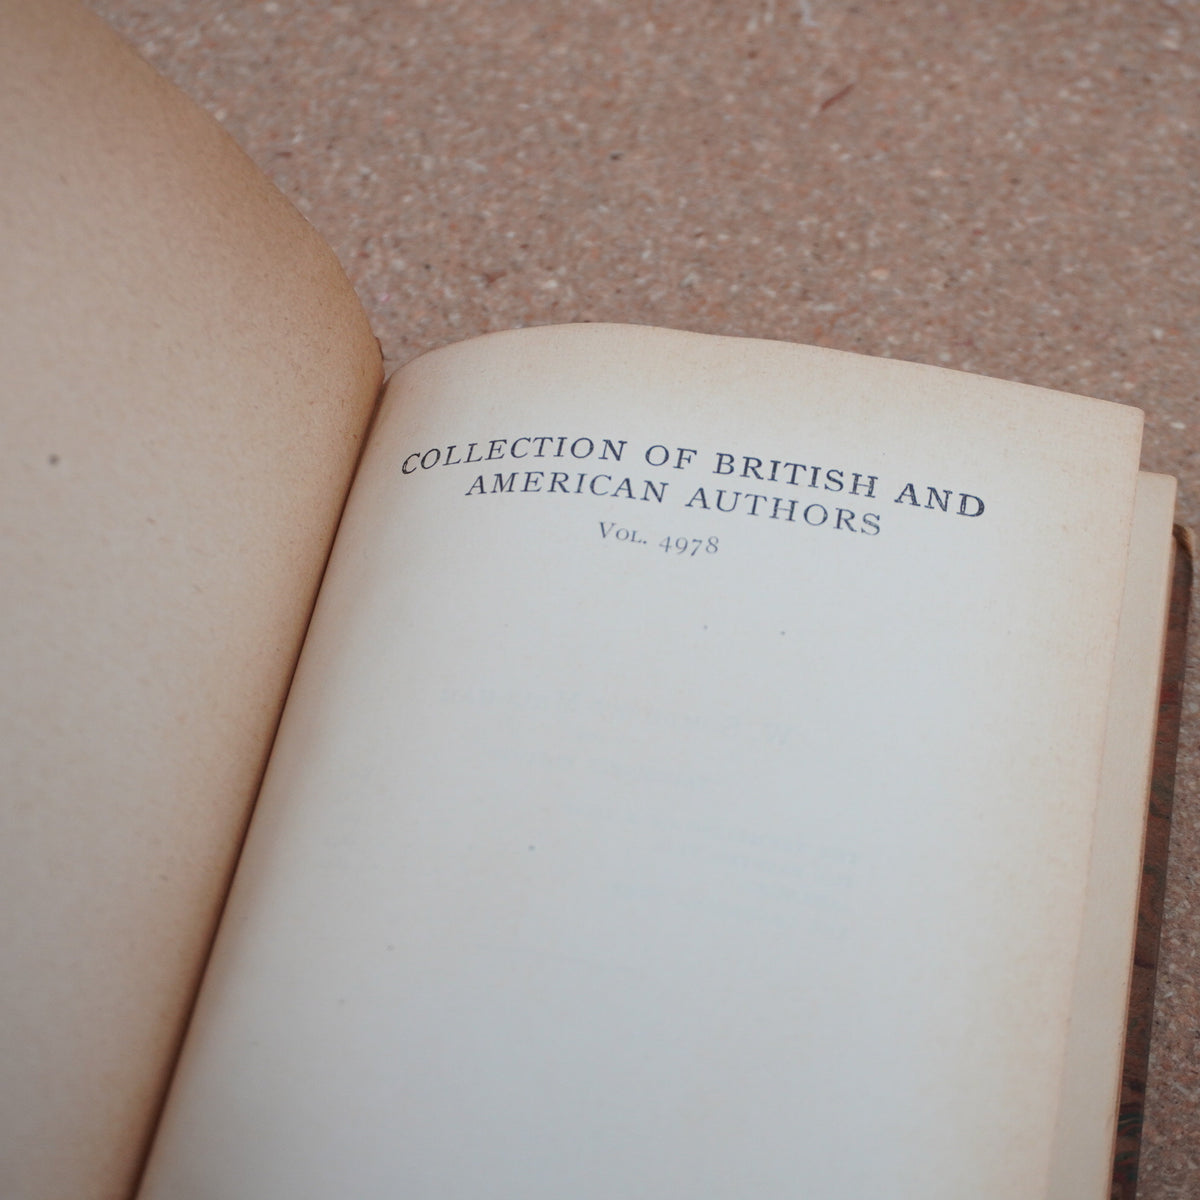 COLLECTION OF BRITISH AND
AMERICAN AUTHORS
VOL. 4978